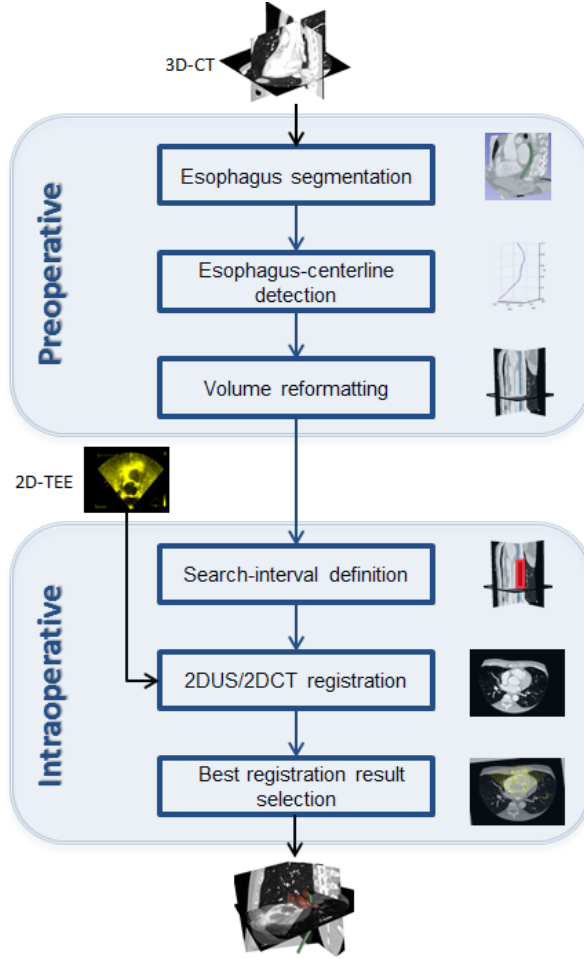 3D-CT
Preoperative
Esophagus segmentation
Esophagus-centerline
detection
Volume reformatting
2D-TEE
Intraoperative
Search-interval definition
2DUS/2DCT registration
Best registration result
selection